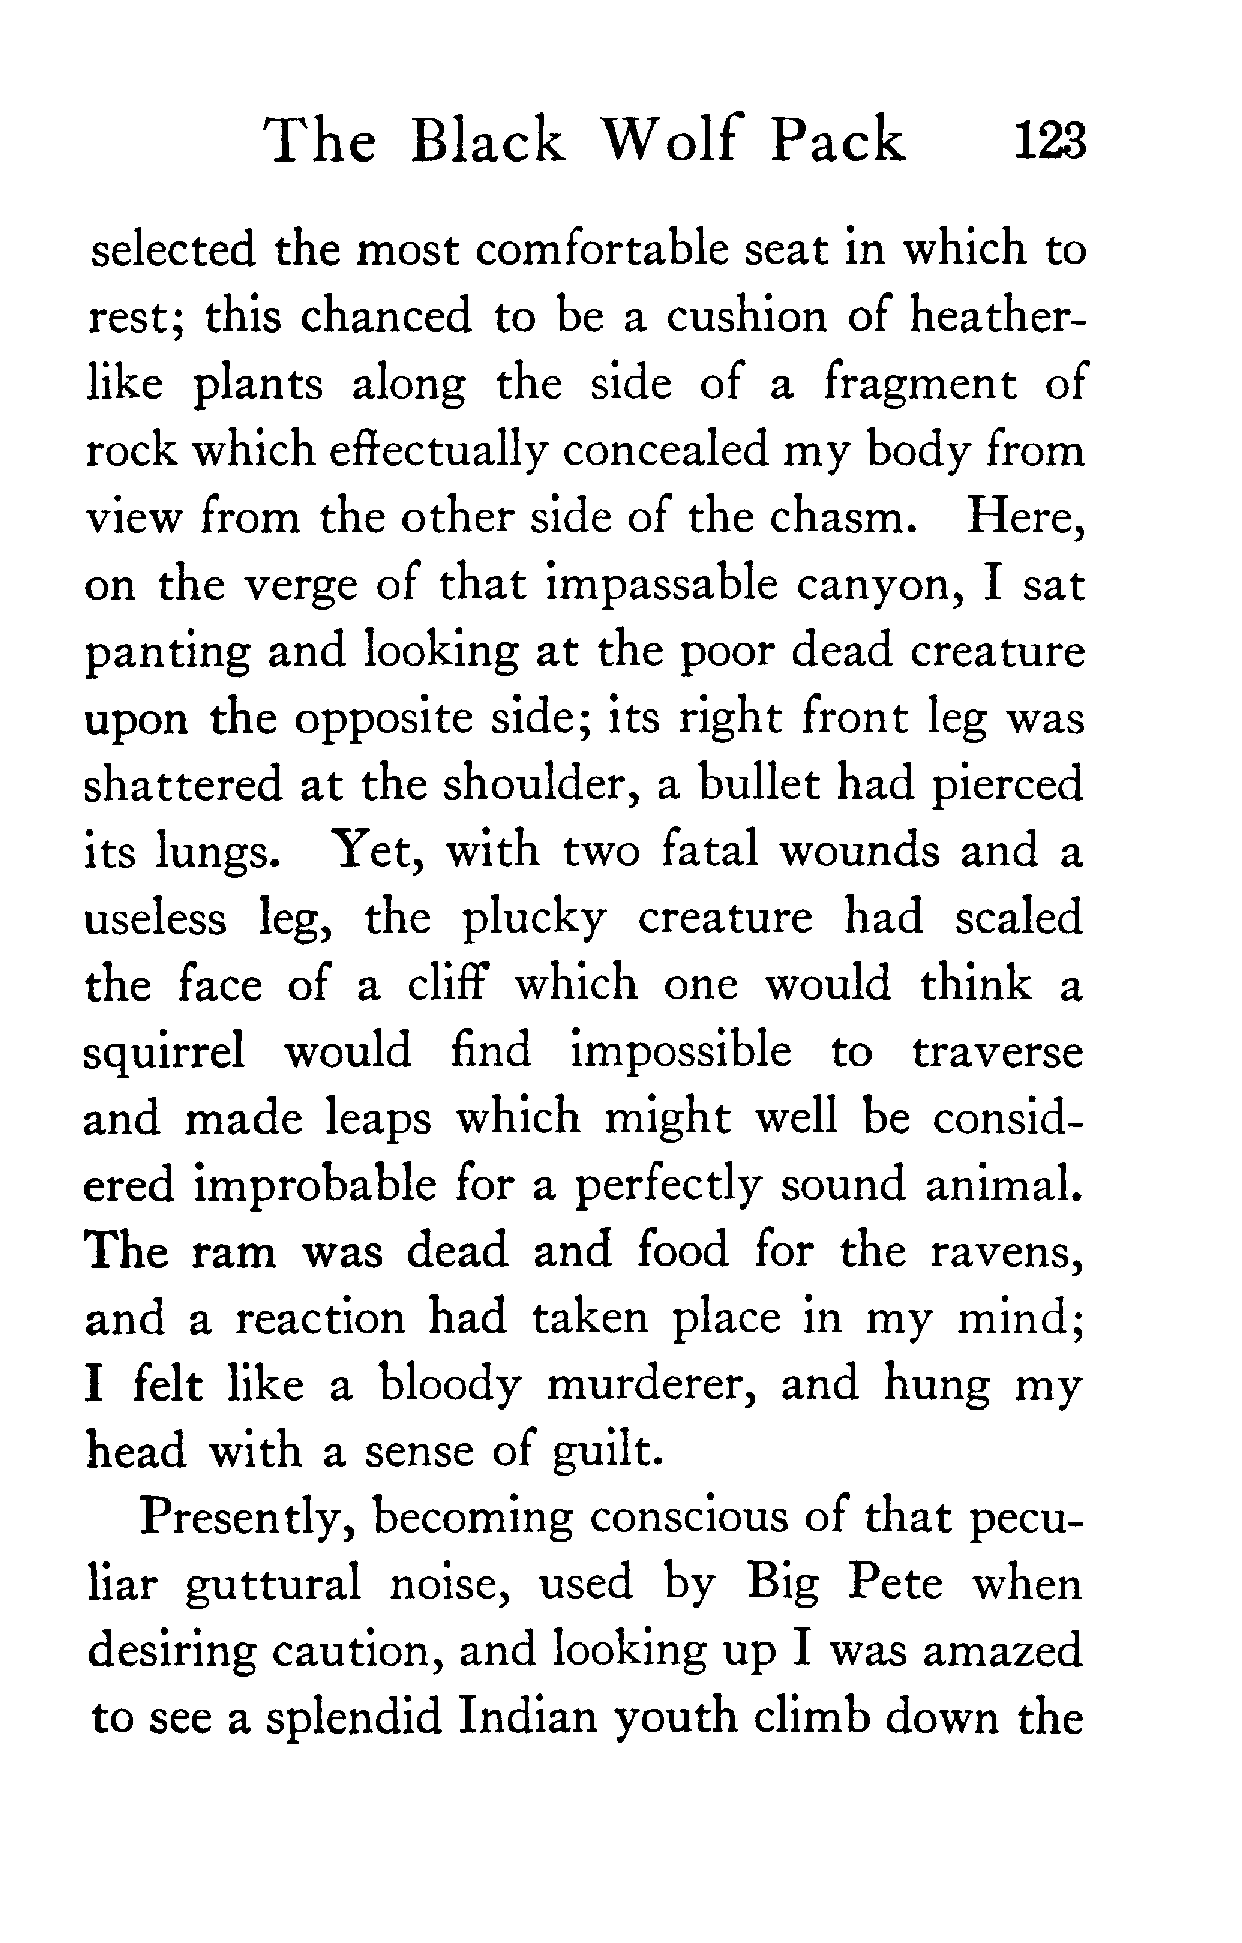 The Black Wolf Pack 123
selected the most comfortable seat in which to
rest; this chanced to be a cushion of heather-
like plants along the side of a fragment of
rock which effectually concealed my body from
view from the other side of the chasm. Here,
on the verge of that impassable canyon, I sat
panting and looking at the poor dead creature
upon the opposite side; its right front leg was
shattered at the shoulder, a bullet had pierced
its lungs. Yet, with two fatal wounds and a
useless leg, the plucky creature had scaled
the face of a cliff which one would think a
squirrel would find impossible to traverse
and made leaps which might well be consid-
ered improbable for a perfectly sound animal.
The ram was dead and food for the ravens,
and a reaction had taken place in my mind;
I felt like a bloody murderer, and hung my
head with a sense of guilt.
Presently, becoming conscious of that pecu-
liar guttural noise, used by Big Pete when
desiring caution, and looking up I was amazed
to see a splendid Indian youth climb down the